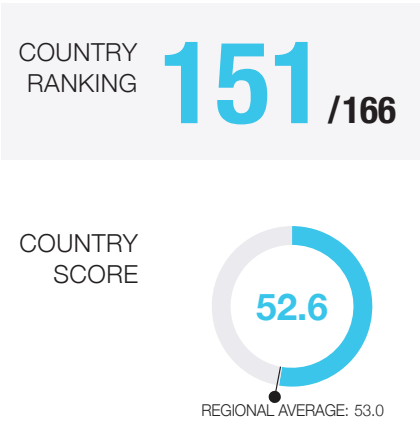 COUNTRY
RANKING
151/166
COUNTRY
SCORE
52.6
REGIONAL AVERAGE: 53.0